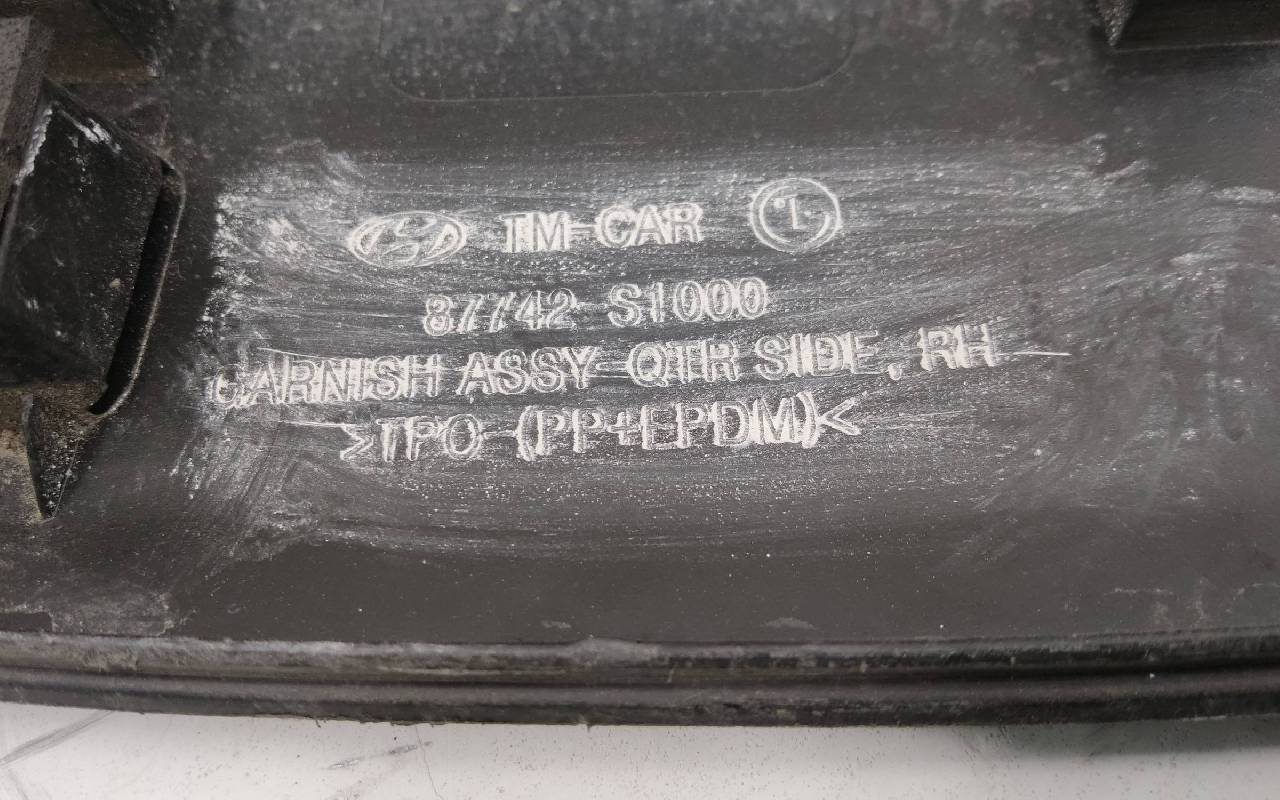 TM-CAR
87742-S1000
GARNISH ASSY-QTR SIDE, RH
>TPO-(PP+EPDM)<